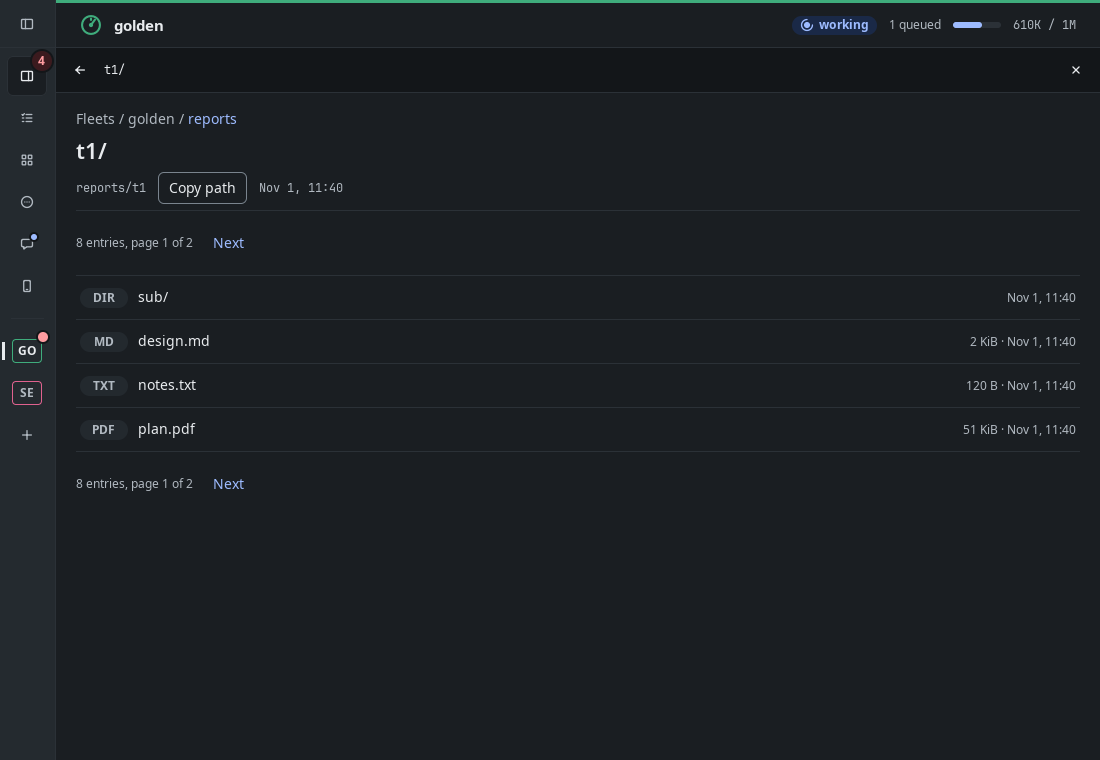 golden
working 1 queued 610K / 1M
4
t1/
Fleets / golden / reports
t1/
reports/t1 Copy path Nov 1, 11:40
8 entries, page 1 of 2 Next
DIR sub/ Nov 1, 11:40
MD design.md 2 KiB · Nov 1, 11:40
TXT notes.txt 120 B · Nov 1, 11:40
PDF plan.pdf 51 KiB · Nov 1, 11:40
8 entries, page 1 of 2 Next
GO
SE